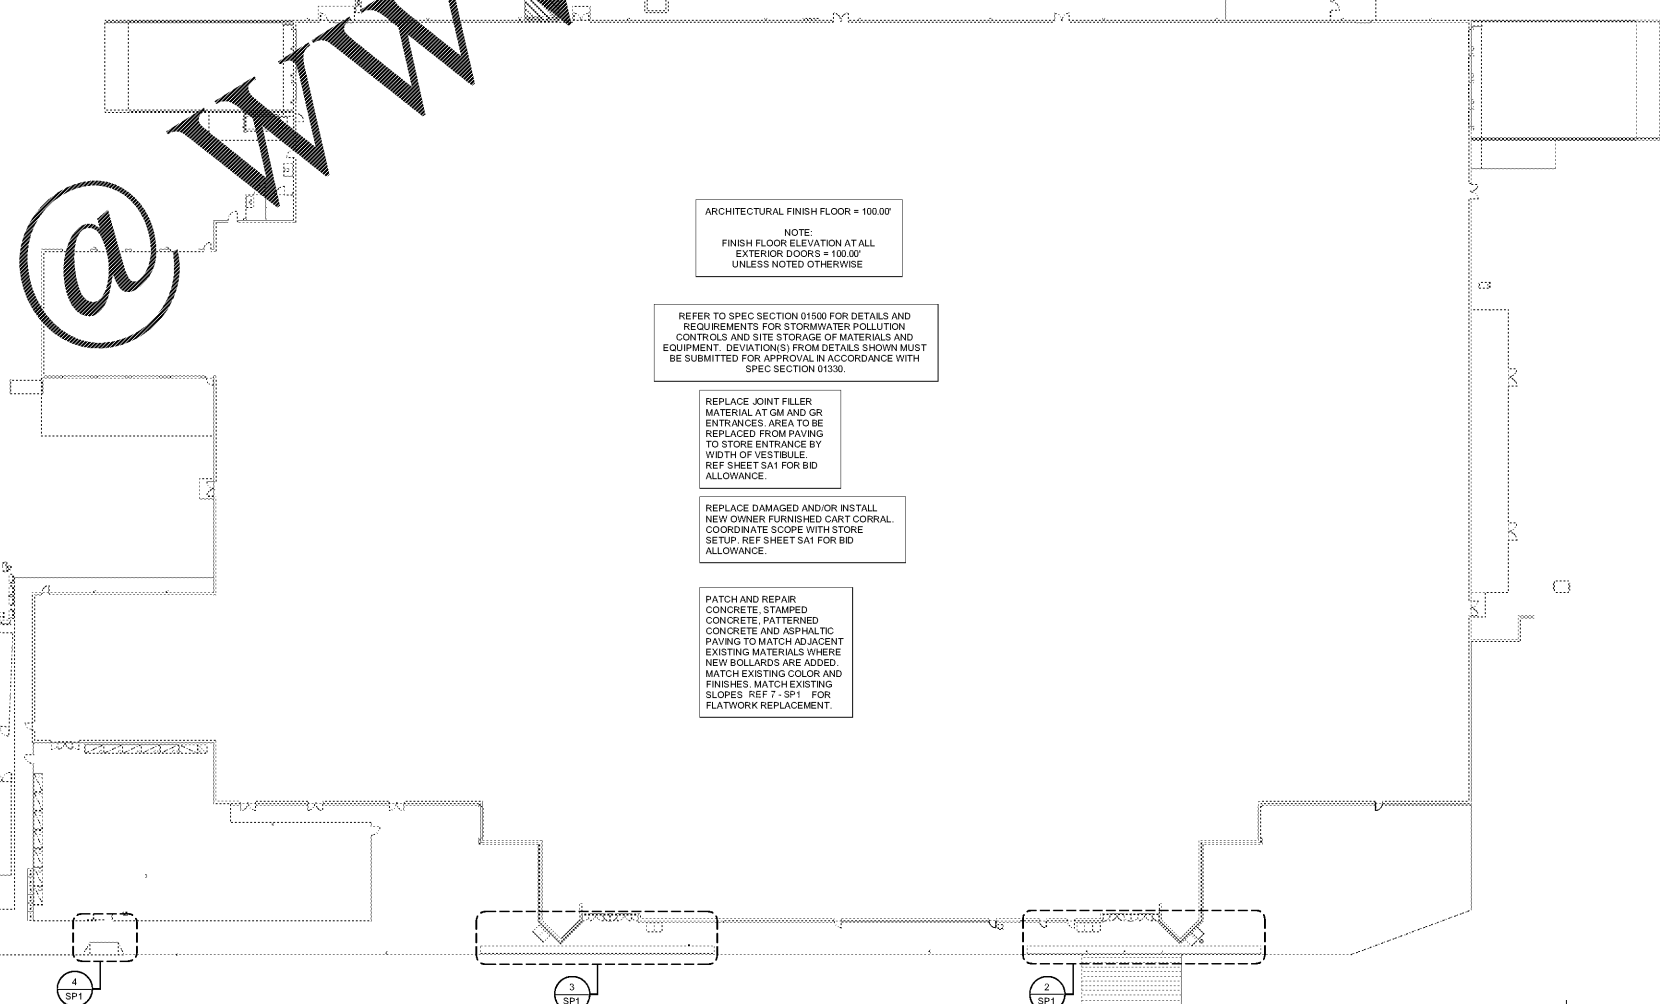 @ WWW
ARCHITECTURAL FINISH FLOOR = 100.00'
NOTE:
FINISH FLOOR ELEVATION AT ALL
EXTERIOR DOORS = 100.00'
UNLESS NOTED OTHERWISE
REFER TO SPEC SECTION 01500 FOR DETAILS AND
REQUIREMENTS FOR STORMWATER POLLUTION
CONTROLS AND SITE STORAGE OF MATERIALS AND
EQUIPMENT. DEVIATION(S) FROM DETAILS SHOWN MUST
BE SUBMITTED FOR APPROVAL IN ACCORDANCE WITH
SPEC SECTION 01330.
REPLACE JOINT FILLER
MATERIAL AT GM AND GR
ENTRANCES. AREA TO BE
REPLACED FROM PAVING
TO STORE ENTRANCE BY
WIDTH OF VESTIBULE.
REF SHEET SA1 FOR BID
ALLOWANCE.
REPLACE DAMAGED AND/OR INSTALL
NEW OWNER FURNISHED CART CORRAL.
COORDINATE SCOPE WITH STORE
SETUP. REF SHEET SA1 FOR BID
ALLOWANCE.
PATCH AND REPAIR
CONCRETE, STAMPED
CONCRETE, PATTERNED
CONCRETE AND ASPHALTIC
PAVING TO MATCH ADJACENT
EXISTING MATERIALS WHERE
NEW BOLLARDS ARE ADDED.
MATCH EXISTING COLOR AND
FINISHES. MATCH EXISTING
SLOPES REF 7 - SP1 FOR
FLATWORK REPLACEMENT.
4
SP1
3
SP1
2
SP1